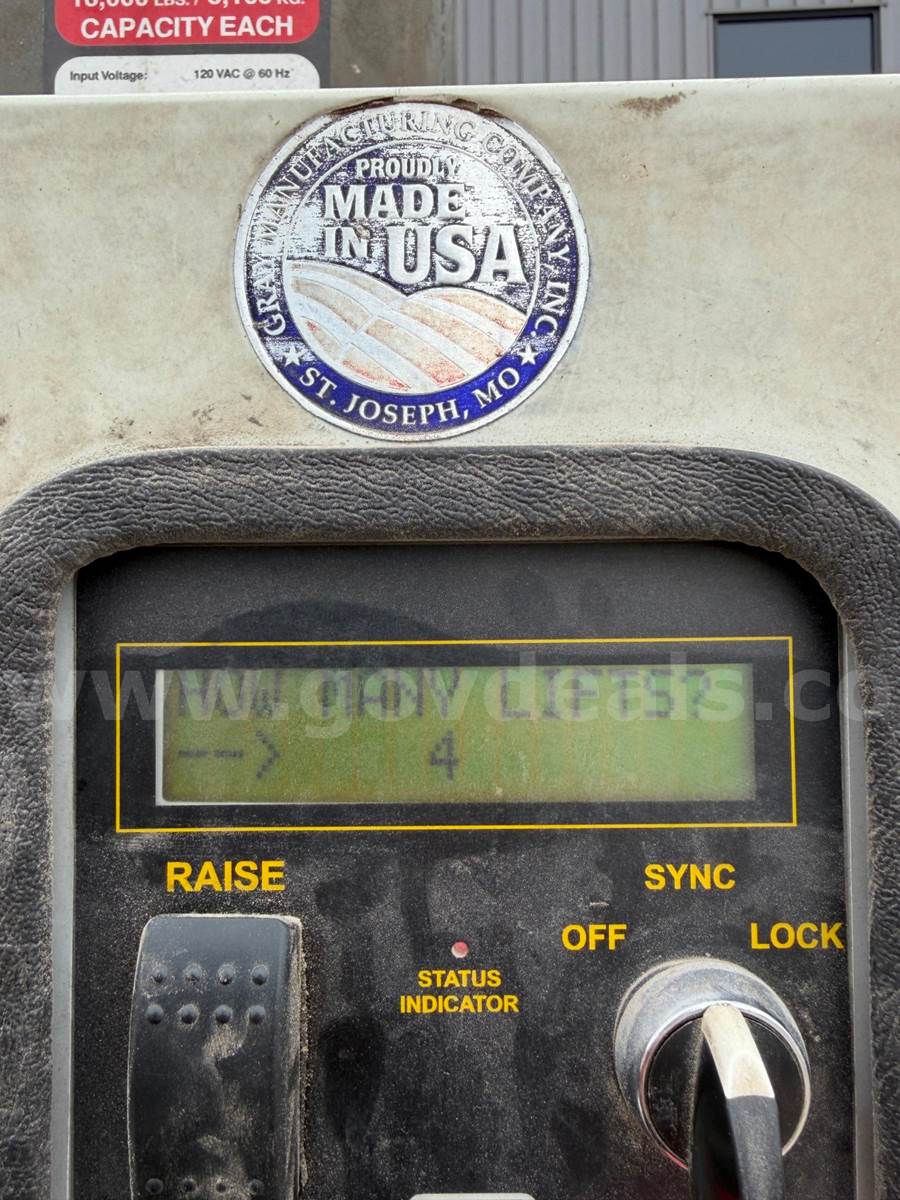 CAPACITY EACH
Input Voltage: 120 VAC @ 60 Hz
GRAY MANUFACTURING COMPANY, INC.
PROUDLY
MADE
IN USA
★ ST. JOSEPH, MO ★
www.govdeals.co
HOW MANY LIFTS?
--> 4
RAISE
SYNC
OFF
LOCK
STATUS
INDICATOR